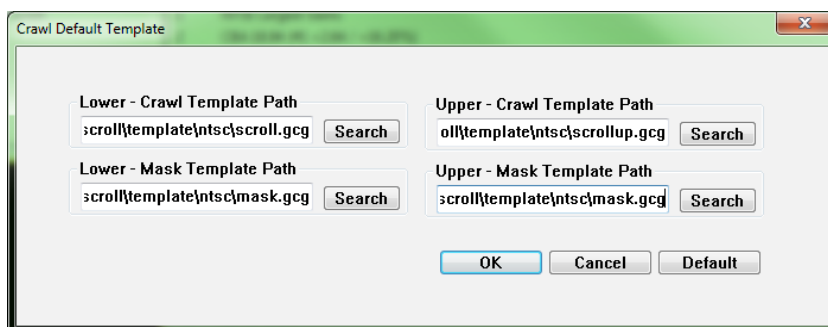 Crawl Default Template
Lower - Crawl Template Path
scroll\template\ntsc\scroll.gcg Search
Upper - Crawl Template Path
oll\template\ntsc\scrollup.gcg Search
Lower - Mask Template Path
scroll\template\ntsc\mask.gcg Search
Upper - Mask Template Path
scroll\template\ntsc\mask.gcg Search
OK Cancel Default